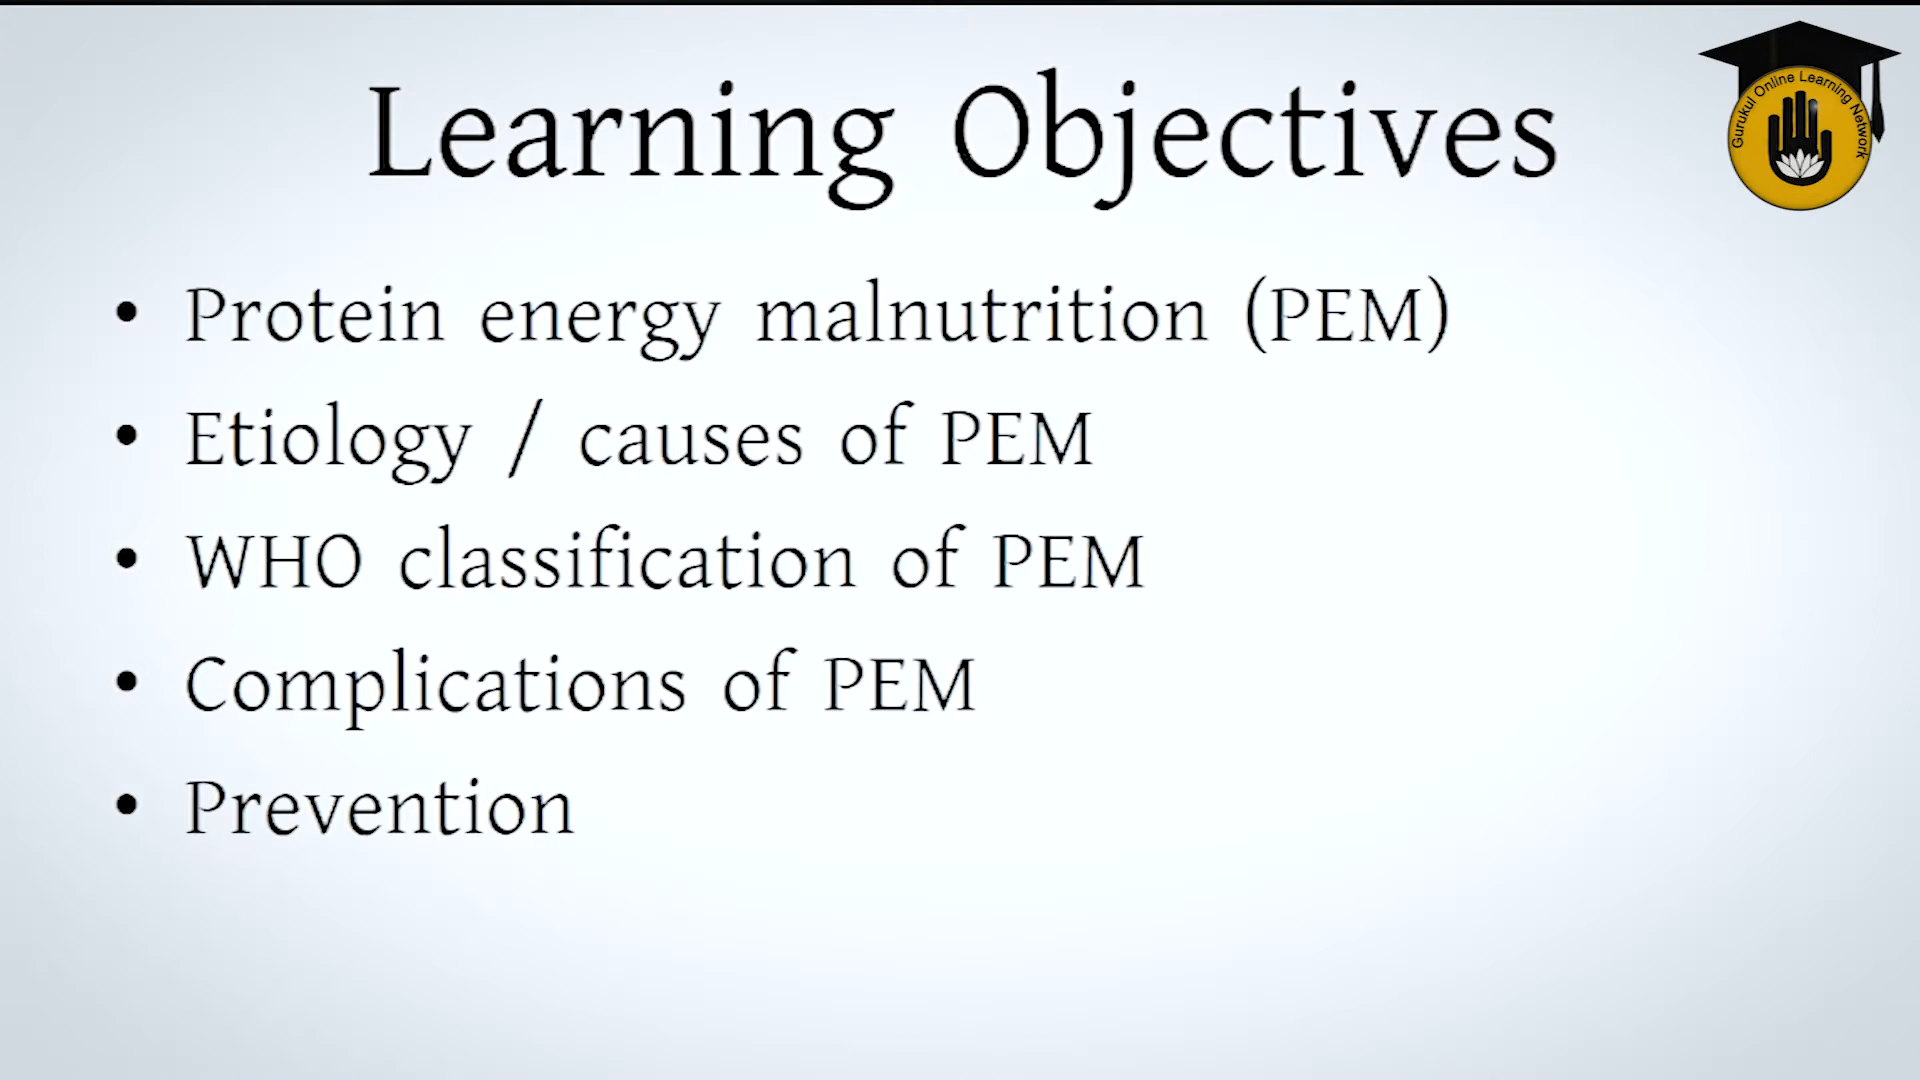 Learning Objectives
Gurukul Online Learning Network
• Protein energy malnutrition (PEM)
• Etiology / causes of PEM
• WHO classification of PEM
• Complications of PEM
• Prevention